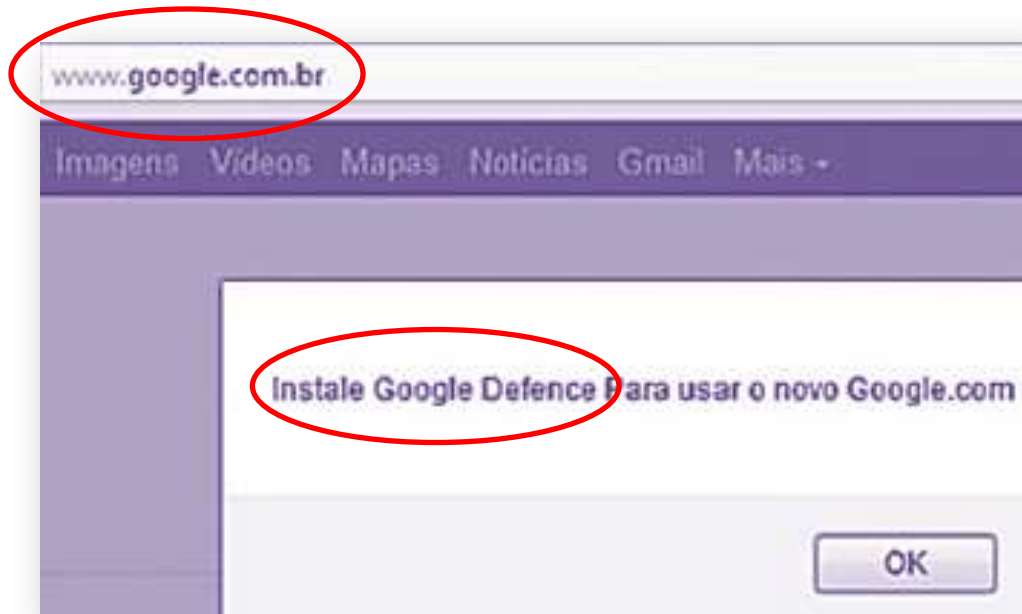 www.google.com.br
Imagens Vídeos Mapas Notícias Gmail Mais
Instale Google Defence Para usar o novo Google.com
OK